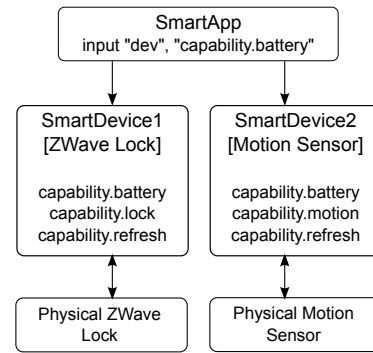 SmartApp
input "dev", "capability.battery"
SmartDevice1
[ZWave Lock]
capability.battery
capability.lock
capability.refresh
SmartDevice2
[Motion Sensor]
capability.battery
capability.motion
capability.refresh
Physical ZWave
Lock
Physical Motion
Sensor